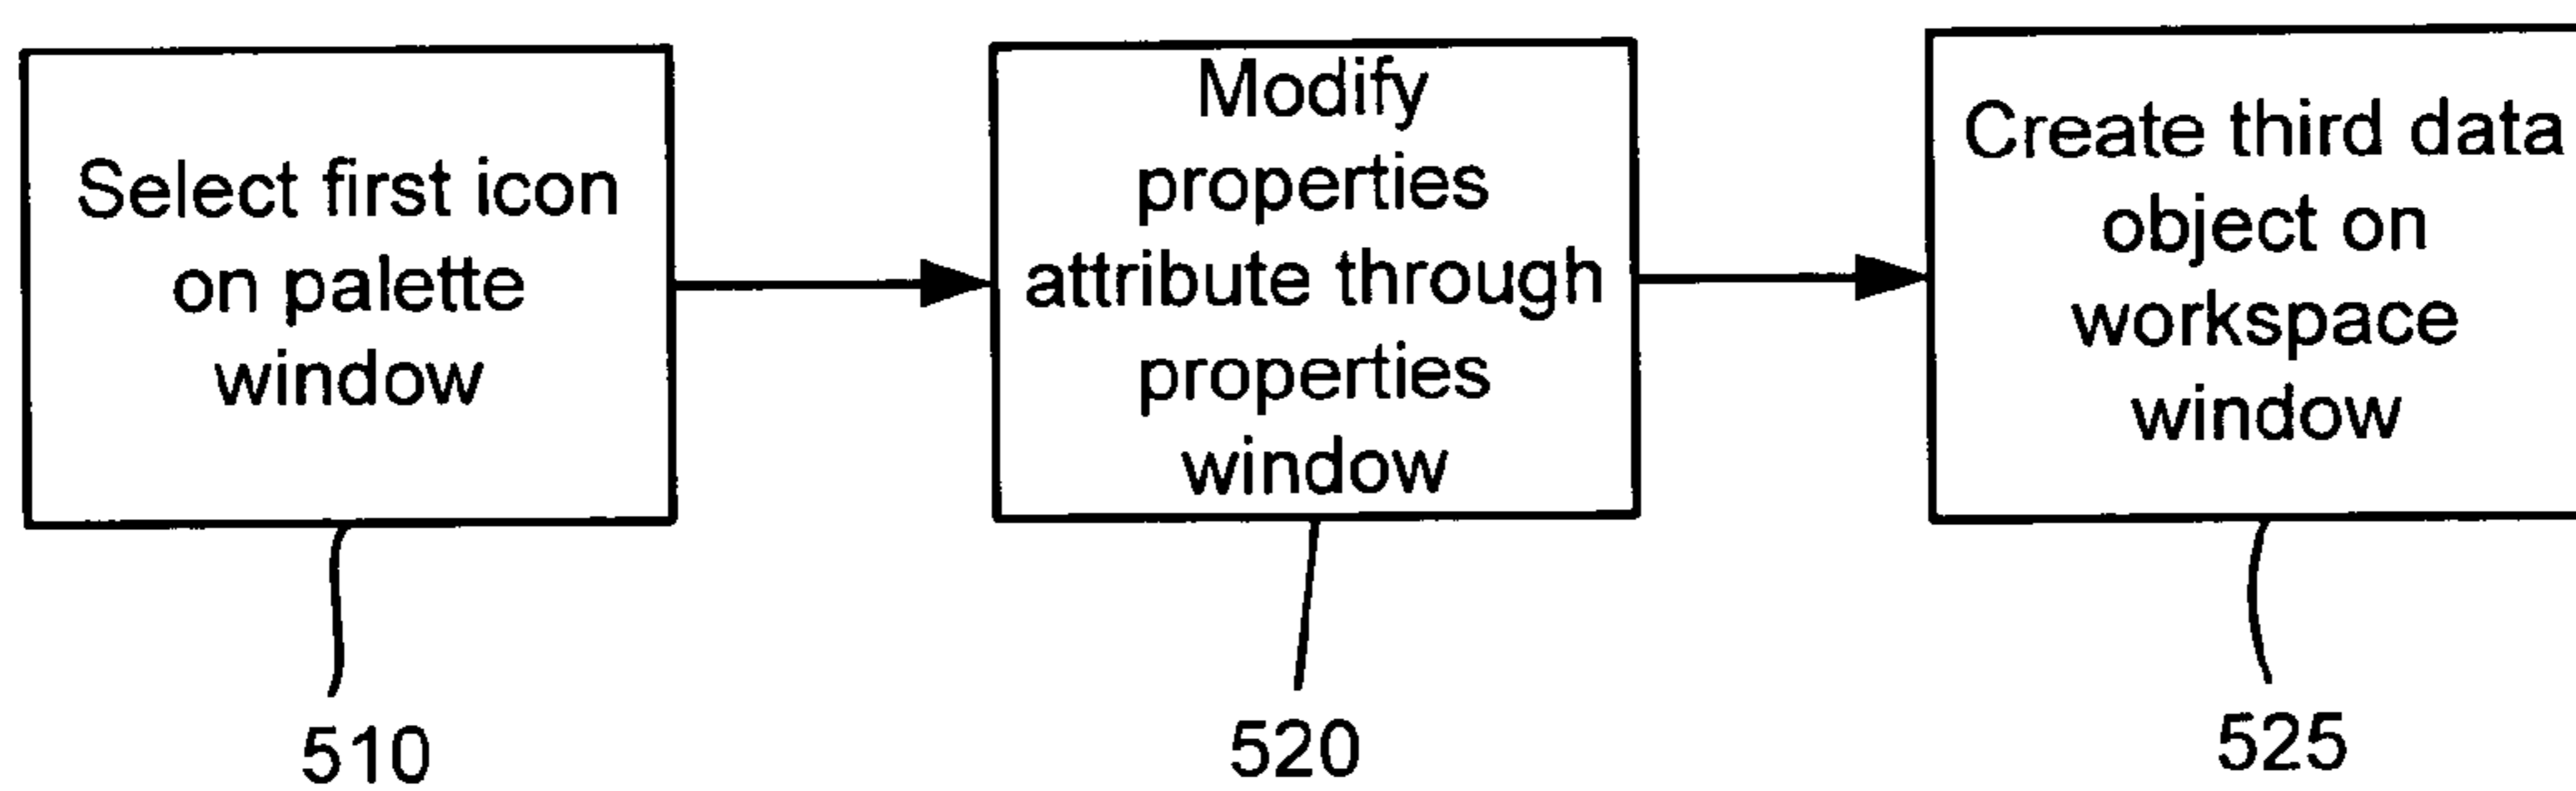 Select first icon
on palette
window
Modify
properties
attribute through
properties
window
Create third data
object on
workspace
window
510
520
525